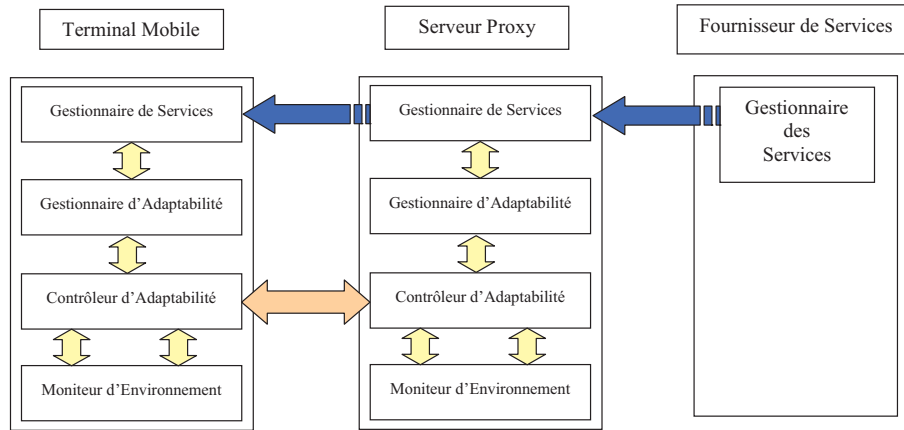 Terminal Mobile
Serveur Proxy
Fournisseur de Services
Gestionnaire de Services
Gestionnaire d'Adaptabilité
Contrôleur d'Adaptabilité
Moniteur d'Environnement
Gestionnaire de Services
Gestionnaire d'Adaptabilité
Contrôleur d'Adaptabilité
Moniteur d'Environnement
Gestionnaire
des
Services